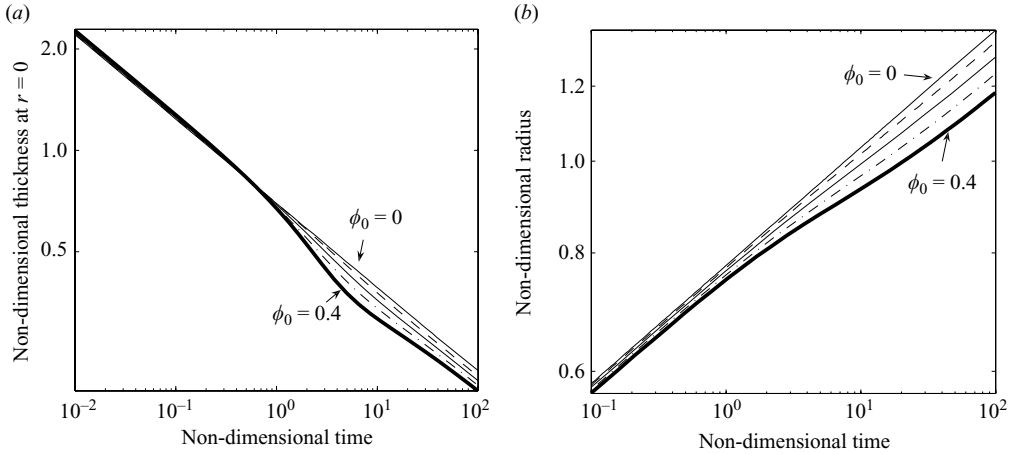 (a)
Non-dimensional thickness at r = 0
2.0
1.0
0.5
ϕ₀ = 0
ϕ₀ = 0.4
10⁻² 10⁻¹ 10⁰ 10¹ 10²
Non-dimensional time
(b)
Non-dimensional radius
1.2
1.0
0.8
0.6
ϕ₀ = 0
ϕ₀ = 0.4
10⁻¹ 10⁰ 10¹ 10²
Non-dimensional time